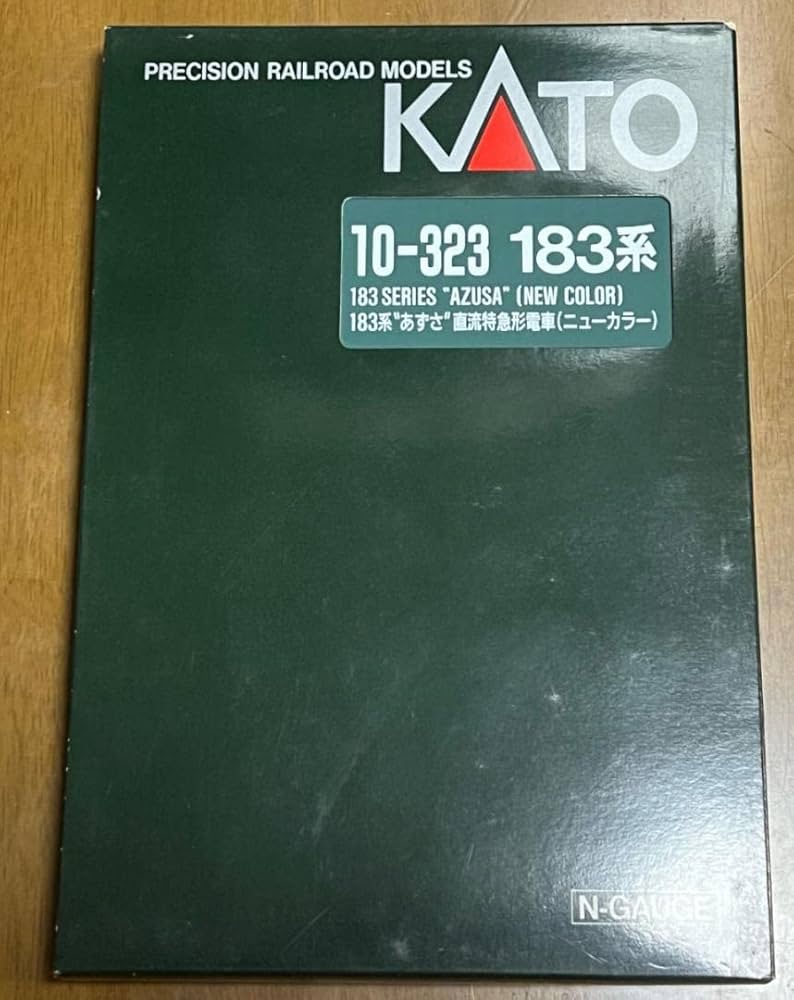 PRECISION RAILROAD MODELS
KATO
10-323 183系
183 SERIES "AZUSA" (NEW COLOR)
183系"あずさ"直流特急形電車(ニューカラー)
N-GAUGE